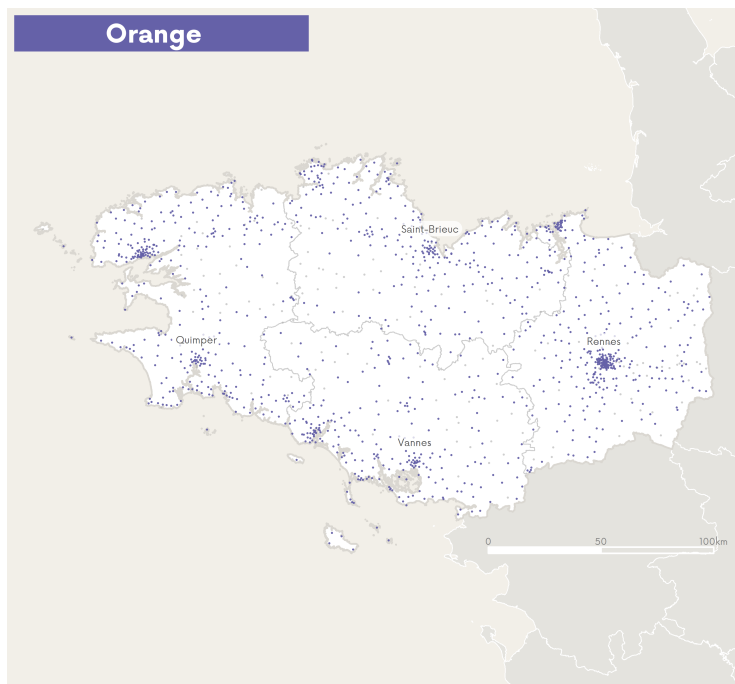 Orange
Saint-Brieuc
Quimper
Rennes
Vannes
0 50 100km